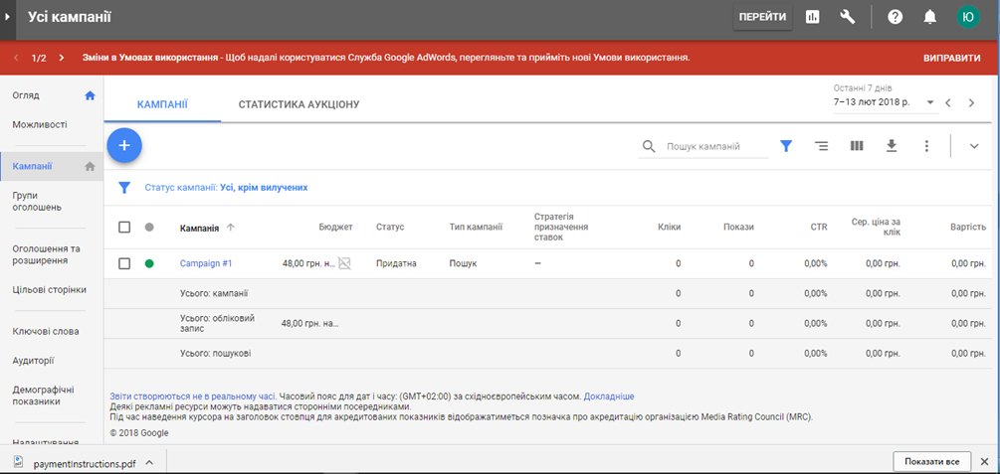 Усі кампанії
ПЕРЕЙТИ
Ю
1/2
Зміни в Умовах використання - Щоб надалі користуватися Служба Google AdWords, перегляньте та прийміть нові Умови використання.
ВИПРАВИТИ
Огляд
Можливості
Кампанії
Групи
оголошень
Оголошення та
розширення
Цільові сторінки
Ключові слова
Аудиторії
Демографічні
показники
Налаштування
КАМПАНІЇ
СТАТИСТИКА АУКЦІОНУ
Останні 7 днів
7–13 лют 2018 р.
Пошук кампаній
Статус кампанії: Усі, крім вилучених
Кампанія Бюджет Статус Тип кампанії Стратегія призначення ставок Кліки Покази CTR Сер. ціна за клік Вартість
Campaign #1 48,00 грн. н... Придатна Пошук — 0 0 0,00% 0,00 грн. 0,00 грн.
Усього: кампанії 0 0 0,00% 0,00 грн. 0,00 грн.
Усього: обліковий запис 48,00 грн. на... 0 0 0,00% 0,00 грн. 0,00 грн.
Усього: пошукові 0 0 0,00% 0,00 грн. 0,00 грн.
Звіти створюються не в реальному часі. Часовий пояс для дат і часу: (GMT+02:00) за східноєвропейським часом. Докладніше
Деякі рекламні ресурси можуть надаватися сторонніми посередниками.
Під час наведення курсора на заголовок стовпця для акредитованих показників відображатиметься позначка про акредитацію організацією Media Rating Council (MRC).
© 2018 Google
paymentInstructions.pdf
Показати все